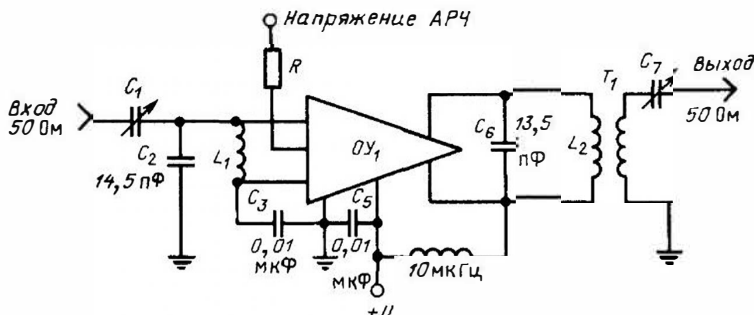 Напряжение АРЧ
R
Вход
50 Ом
C1
C2
14,5 пФ
L1
ОУ1
C3
0,01
мкФ
C5
0,01
мкФ
10 мкГц
C6
13,5
пФ
L2
T1
C7
Выход
50 Ом